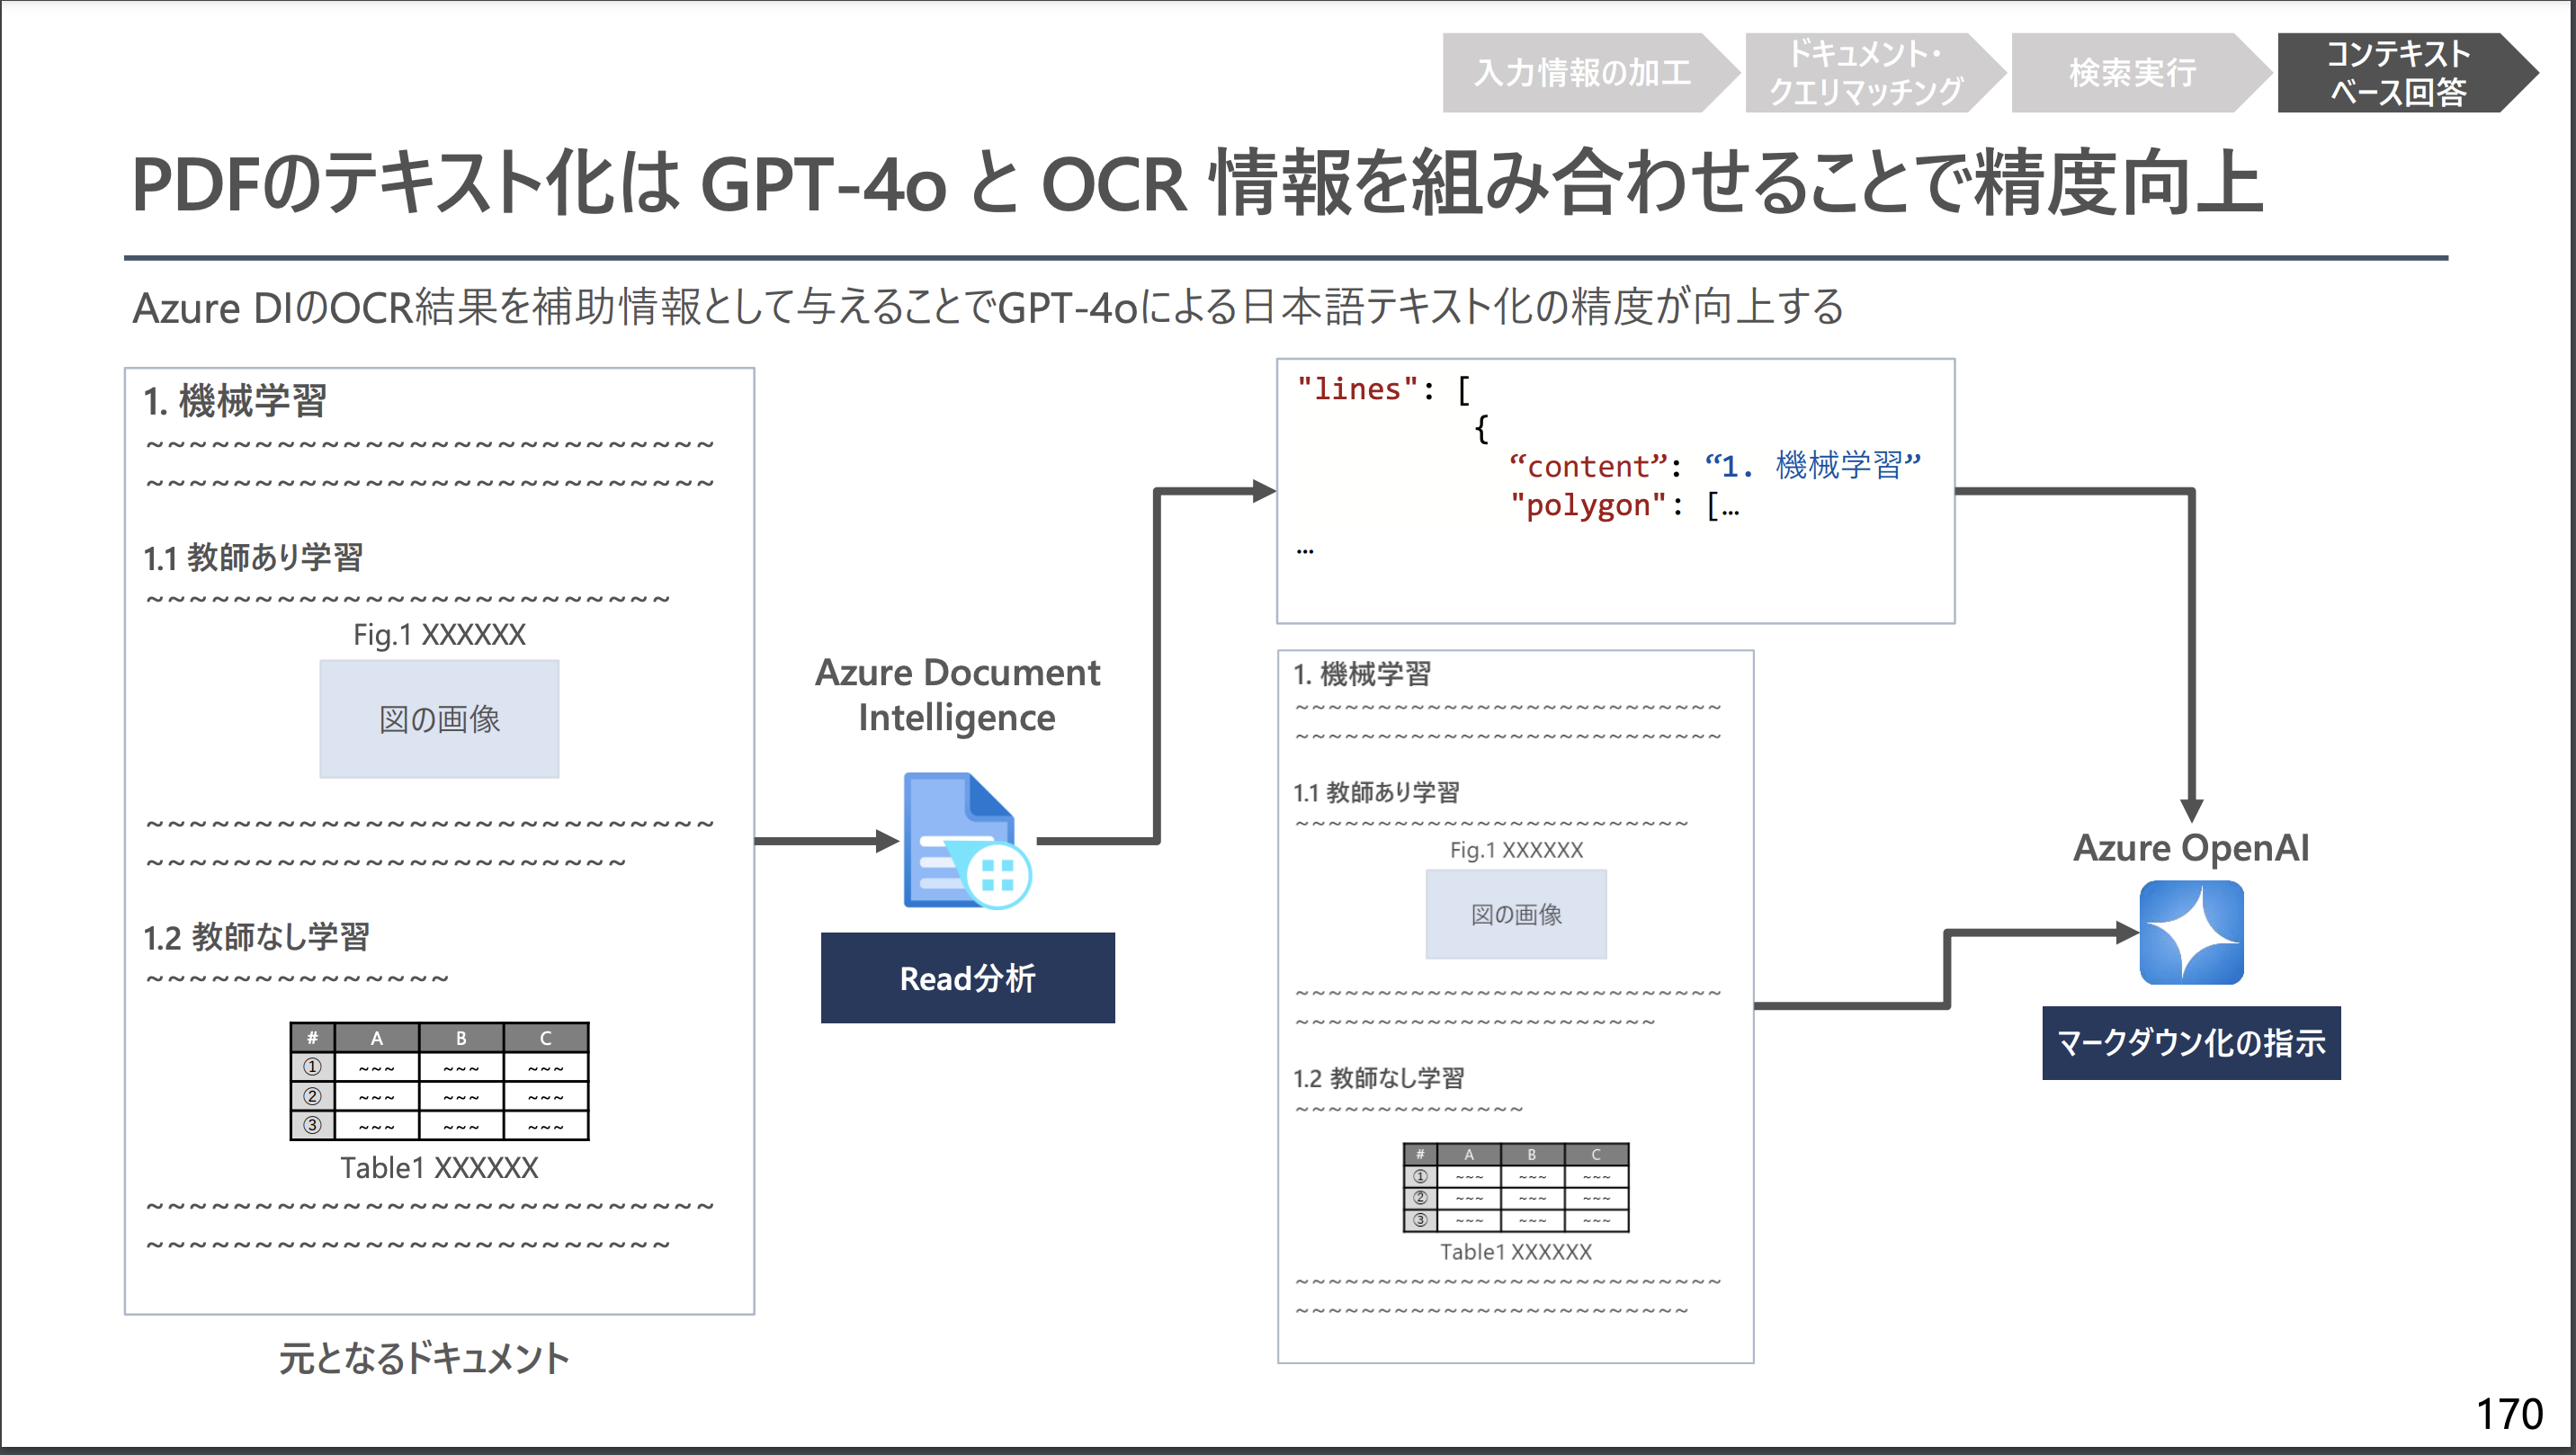 入力情報の加工
ドキュメント・
クエリマッチング
検索実行
コンテキスト
ベース回答
PDFのテキスト化は GPT-4o と OCR 情報を組み合わせることで精度向上
Azure DIのOCR結果を補助情報として与えることでGPT-4oによる日本語テキスト化の精度が向上する
1. 機械学習
~~~~~~~~~~~~~~~~~~~~~~~~~~~
~~~~~~~~~~~~~~~~~~~~~~~~~~~
1.1 教師あり学習
~~~~~~~~~~~~~~~~~~~~~~~~~
Fig.1 XXXXXX
図の画像
~~~~~~~~~~~~~~~~~~~~~~~~~~~
~~~~~~~~~~~~~~~~~~~~~~~
1.2 教師なし学習
~~~~~~~~~~~~~~
# A B C
① ~~~ ~~~ ~~~
② ~~~ ~~~ ~~~
③ ~~~ ~~~ ~~~
Table1 XXXXXX
~~~~~~~~~~~~~~~~~~~~~~~~~~~
~~~~~~~~~~~~~~~~~~~~~~~~~
元となるドキュメント
Azure Document
Intelligence
Read分析
"lines": [
{
“content”: “1. 機械学習”
"polygon": […
…
1. 機械学習
~~~~~~~~~~~~~~~~~~~~~~~~~~
~~~~~~~~~~~~~~~~~~~~~~~~~~
1.1 教師あり学習
~~~~~~~~~~~~~~~~~~~~~~~~
Fig.1 XXXXXX
図の画像
~~~~~~~~~~~~~~~~~~~~~~~~~~
~~~~~~~~~~~~~~~~~~~~~~
1.2 教師なし学習
~~~~~~~~~~~~~~
# A B C
① ~~~ ~~~ ~~~
② ~~~ ~~~ ~~~
③ ~~~ ~~~ ~~~
Table1 XXXXXX
~~~~~~~~~~~~~~~~~~~~~~~~~~
~~~~~~~~~~~~~~~~~~~~~~~~
Azure OpenAI
マークダウン化の指示
170